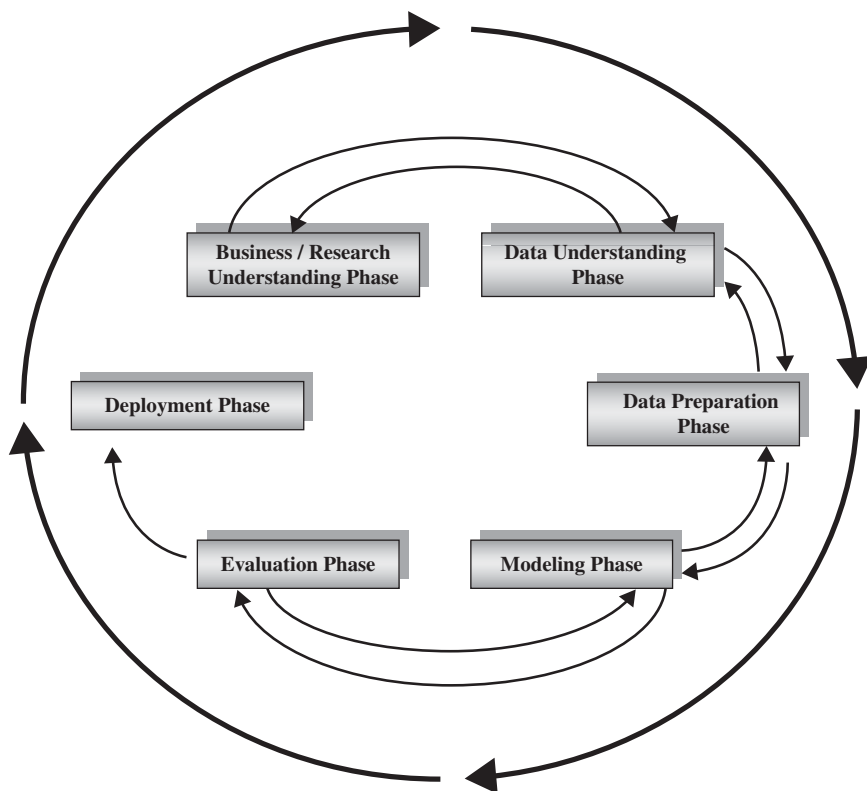 Business / Research
Understanding Phase
Data Understanding
Phase
Deployment Phase
Data Preparation
Phase
Evaluation Phase
Modeling Phase